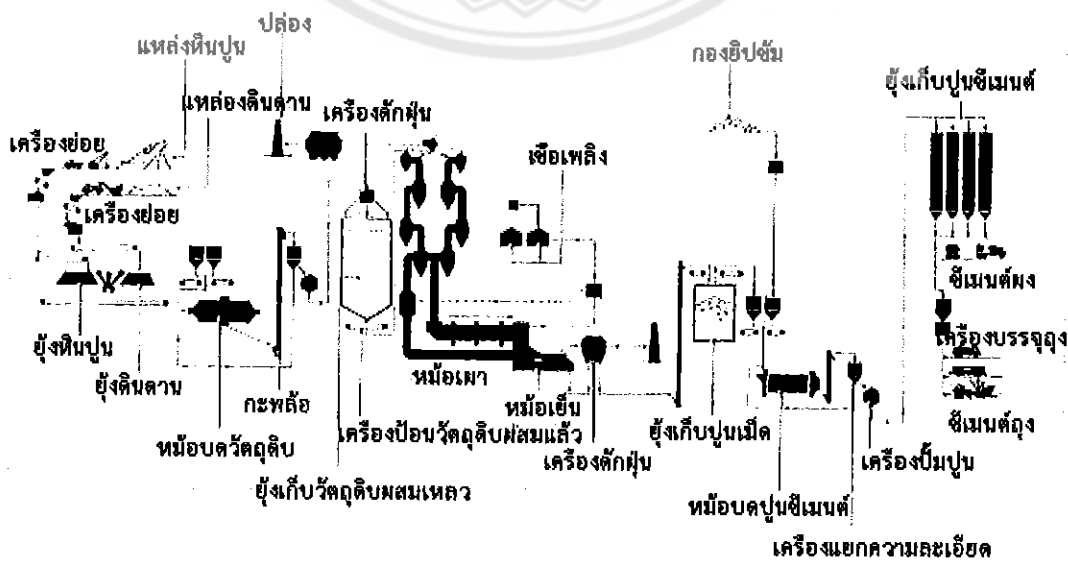 ปล่อง
แหล่งหินปูน
กองยิปซัม
ยุ้งเก็บปูนซีเมนต์
แหล่องดินดาน
เครื่องดักฝุ่น
เครื่องย่อย
เชื้อเพลิง
เครื่องย่อย
ซีเมนต์ผง
ยุ้งหินปูน
เครื่องบรรจุถุง
ยุ้งดินดาน
หม้อเผา
กะพล้อ
หม้อเย็น
ซีเมนต์ถุง
หม้อบดวัตถุดิบ
เครื่องป้อนวัตถุดิบผสมแล้ว
ยุ้งเก็บปูนเม็ด
เครื่องดักฝุ่น
เครื่องปั๊มปูน
ยุ้งเก็บวัตถุดิบผสมเหลว
หม้อบดปูนซีเมนต์
เครื่องแยกความละเอียด